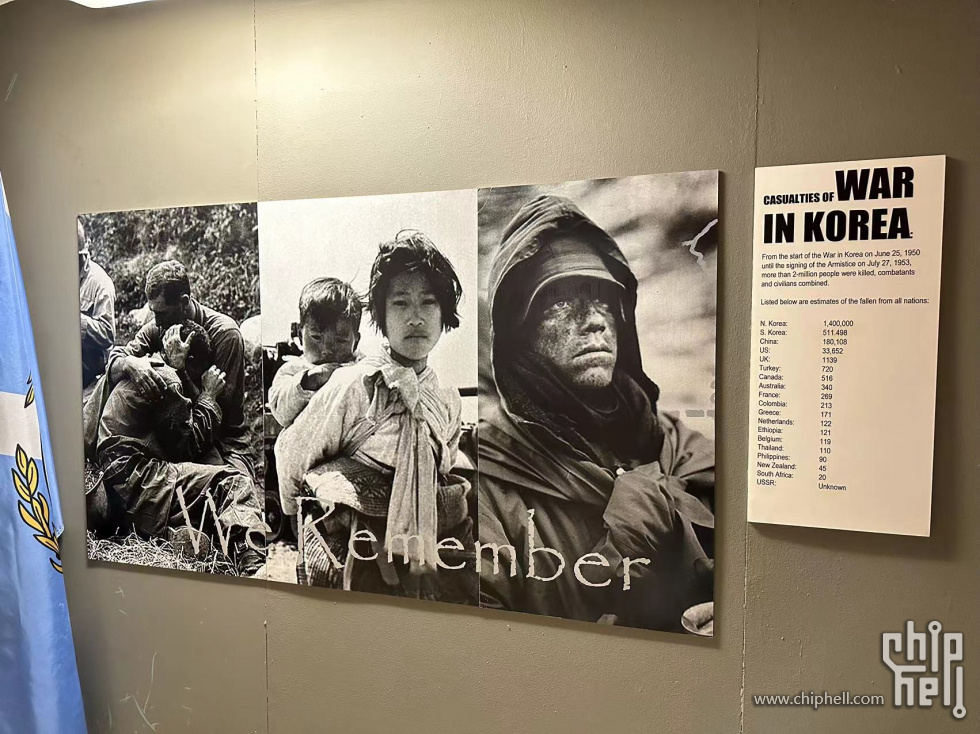 We Remember
CASUALTIES OF WAR
IN KOREA:
From the start of the War in Korea on June 25, 1950
until the signing of the Armistice on July 27, 1953,
more than 2-million people were killed, combatants
and civilians combined.
Listed below are estimates of the fallen from all nations:
N. Korea: 1,400,000
S. Korea: 511.498
China: 180,108
US: 33,652
UK: 1139
Turkey: 720
Canada: 516
Australia: 340
France: 269
Colombia: 213
Greece: 171
Netherlands: 122
Ethiopia: 121
Belgium: 119
Thailand: 110
Philippines: 90
New Zealand: 45
South Africa: 20
USSR: Unknown
www.chiphell.com
chip
hell